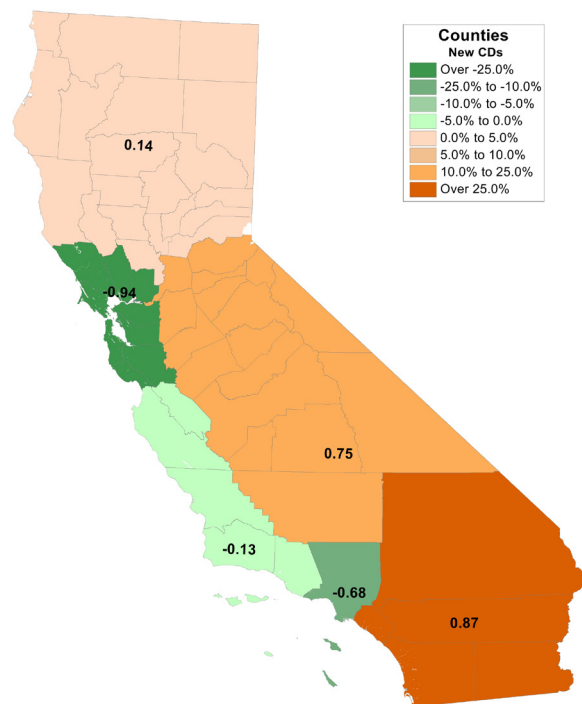 Counties
New CDs
Over -25.0%
-25.0% to -10.0%
-10.0% to -5.0%
-5.0% to 0.0%
0.0% to 5.0%
5.0% to 10.0%
10.0% to 25.0%
Over 25.0%
0.14
-0.94
0.75
-0.13
-0.68
0.87